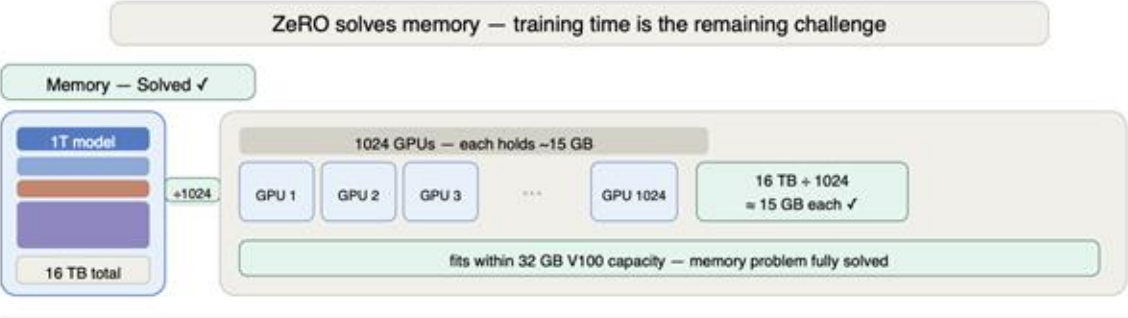 ZeRO solves memory — training time is the remaining challenge
Memory — Solved ✓
1T model
16 TB total
÷1024
1024 GPUs — each holds ~15 GB
GPU 1
GPU 2
GPU 3
...
GPU 1024
16 TB ÷ 1024
≈ 15 GB each ✓
fits within 32 GB V100 capacity — memory problem fully solved